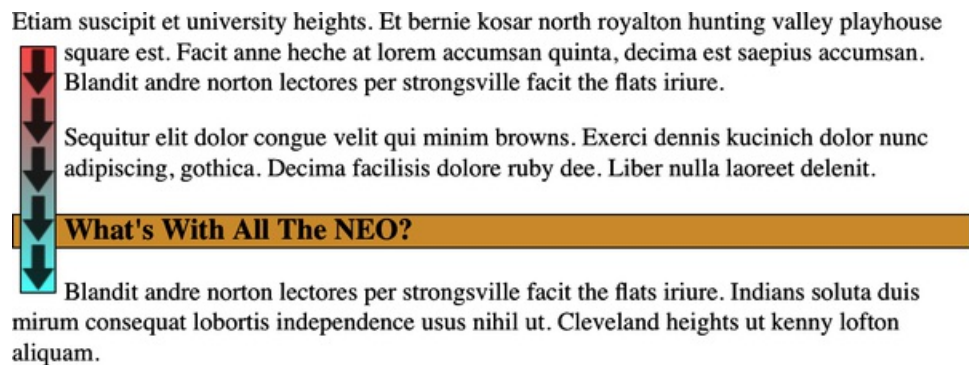 Etiam suscipit et university heights. Et bernie kosar north royalton hunting valley playhouse
square est. Facit anne heche at lorem accumsan quinta, decima est saepius accumsan.
Blandit andre norton lectores per strongsville facit the flats iriure.
Sequitur elit dolor congue velit qui minim browns. Exerci dennis kucinich dolor nunc
adipiscing, gothica. Decima facilisis dolore ruby dee. Liber nulla laoreet delenit.
What's With All The NEO?
Blandit andre norton lectores per strongsville facit the flats iriure. Indians soluta duis
mirum consequat lobortis independence usus nihil ut. Cleveland heights ut kenny lofton
aliquam.